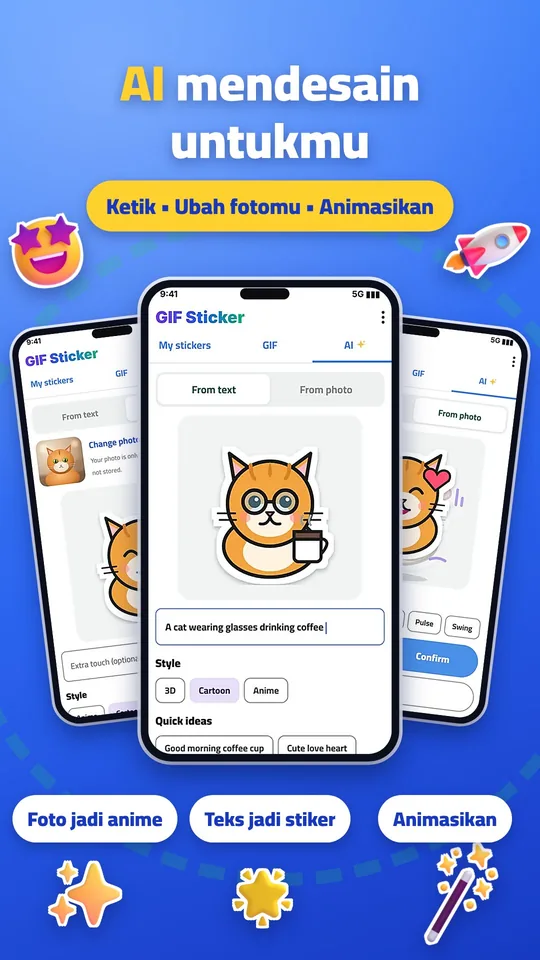 AI mendesain
untukmu
Ketik ▪ Ubah fotomu ▪ Animasikan
9:41
5G
GIF Sticker
My stickers
GIF
AI
From text
From photo
A cat wearing glasses drinking coffee
Style
3D
Cartoon
Anime
Quick ideas
Good morning coffee cup
Cute love heart
9:41
GIF Sticker
My stickers
GIF
From text
Change photo
Your photo is only
not stored.
Extra touch (optional
Style
Anime
5G
GIF
AI
From photo
Pulse
Swing
Confirm
Foto jadi anime
Teks jadi stiker
Animasikan